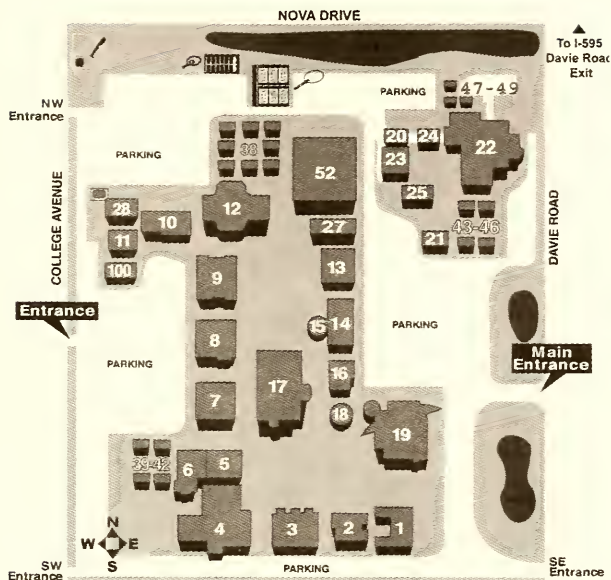 NOVA DRIVE
To I-595
Davie Road
Exit
NW
Entrance
PARKING
47-49
PARKING
20
24
22
38
23
52
25
28
10
12
27
43-46
21
11
13
100
9
COLLEGE AVENUE
DAVIE ROAD
Entrance
15
14
PARKING
8
Main
Entrance
PARKING
16
17
7
18
19
39-42
6
5
4
3
2
1
N
W
E
S
SW
Entrance
PARKING
SE
Entrance